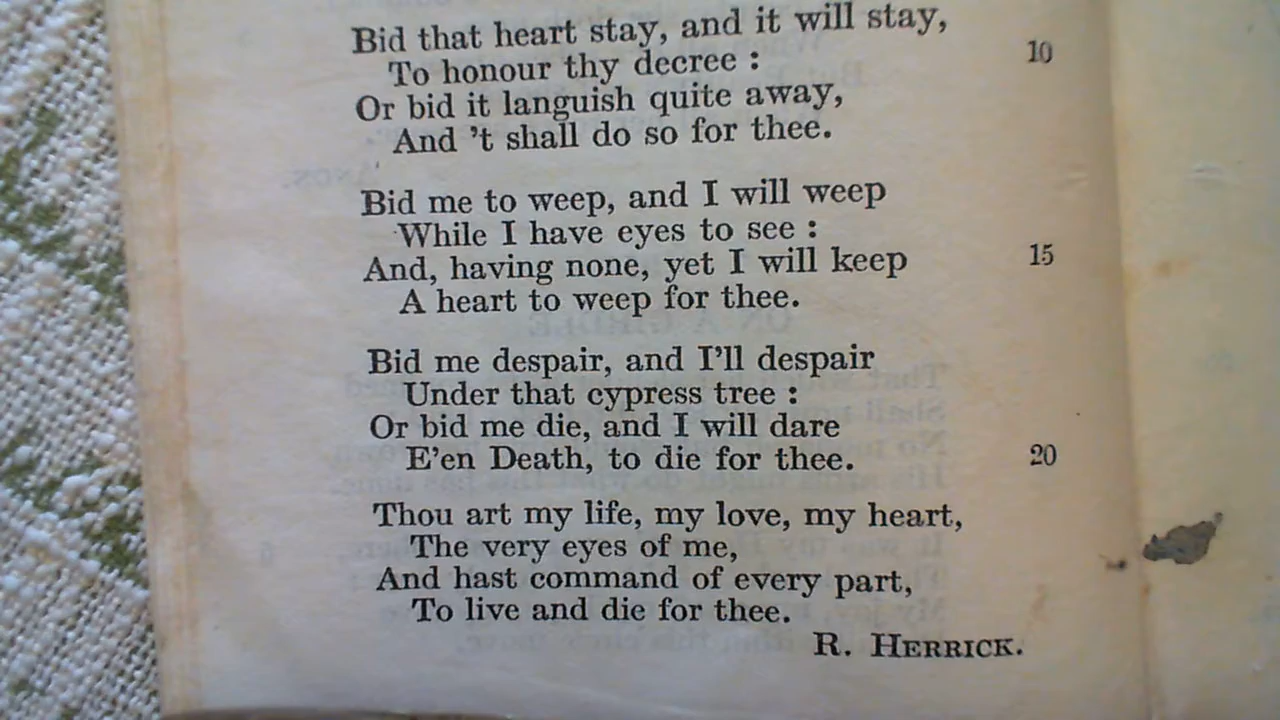 Bid that heart stay, and it will stay,
To honour thy decree : 10
Or bid it languish quite away,
And 't shall do so for thee.
Bid me to weep, and I will weep
While I have eyes to see :
And, having none, yet I will keep 15
A heart to weep for thee.
Bid me despair, and I'll despair
Under that cypress tree :
Or bid me die, and I will dare
E'en Death, to die for thee. 20
Thou art my life, my love, my heart,
The very eyes of me,
And hast command of every part,
To live and die for thee.
R. HERRICK.